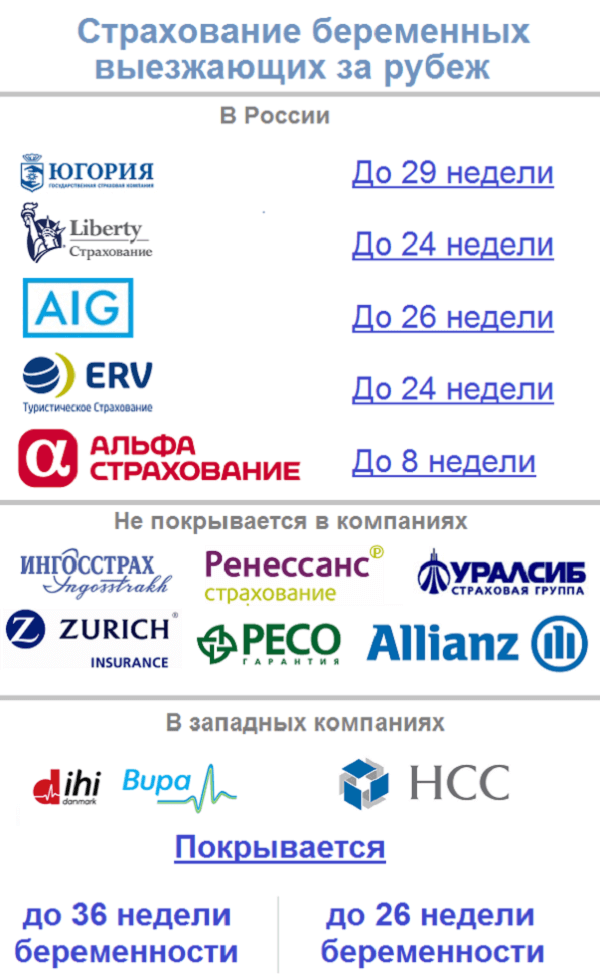 Страхование беременных
выезжающих за рубеж
В России
ЮГОРИЯ
ГОСУДАРСТВЕННАЯ СТРАХОВАЯ КОМПАНИЯ
До 29 недели
Liberty
Страхование
До 24 недели
AIG
До 26 недели
ERV
Туристическое Страхование
До 24 недели
α АЛЬФА
СТРАХОВАНИЕ
До 8 недели
Не покрывается в компаниях
ИНГОССТРАХ
Ingosstrakh
Ренессанс р
страхование
УРАЛСИБ
СТРАХОВАЯ ГРУППА
Z ZURICH®
INSURANCE
РЕСО
ГАРАНТИЯ
Allianz
В западных компаниях
ihi
danmark
Bupa
HCC
Покрывается
до 36 недели
беременности
до 26 недели
беременности